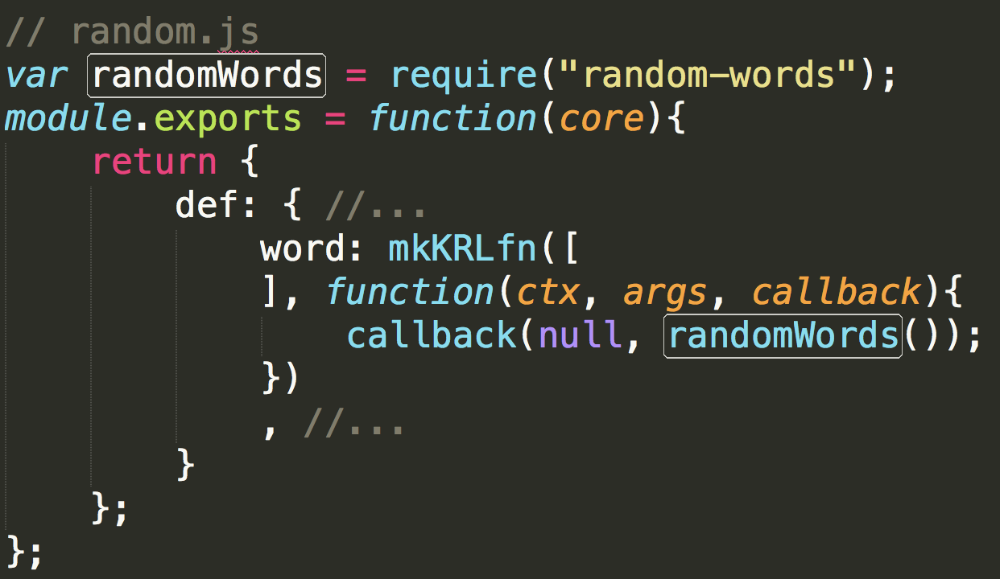 // random.js
var randomWords = require("random-words");
module.exports = function(core){
    return {
        def: { //...
            word: mkKRLfn([
            ], function(ctx, args, callback){
                callback(null, randomWords());
            })
            , //...
        }
    };
};